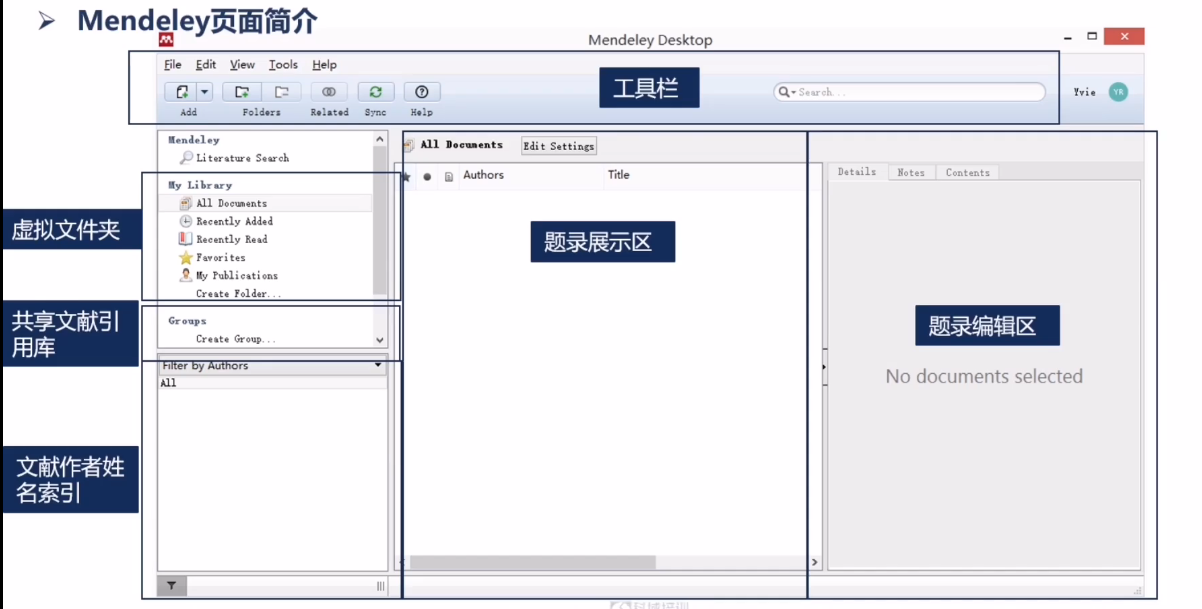 Mendeley页面简介
Mendeley Desktop
File Edit View Tools Help
工具栏
Search...
Yvie YR
Add Folders Related Sync Help
Mendeley
Literature Search
My Library
All Documents
Recently Added
Recently Read
Favorites
My Publications
Create Folder...
Groups
Create Group...
Filter by Authors
All
虚拟文件夹
共享文献引
用库
文献作者姓
名索引
All Documents Edit Settings
Authors Title
题录展示区
Details Notes Contents
题录编辑区
No documents selected